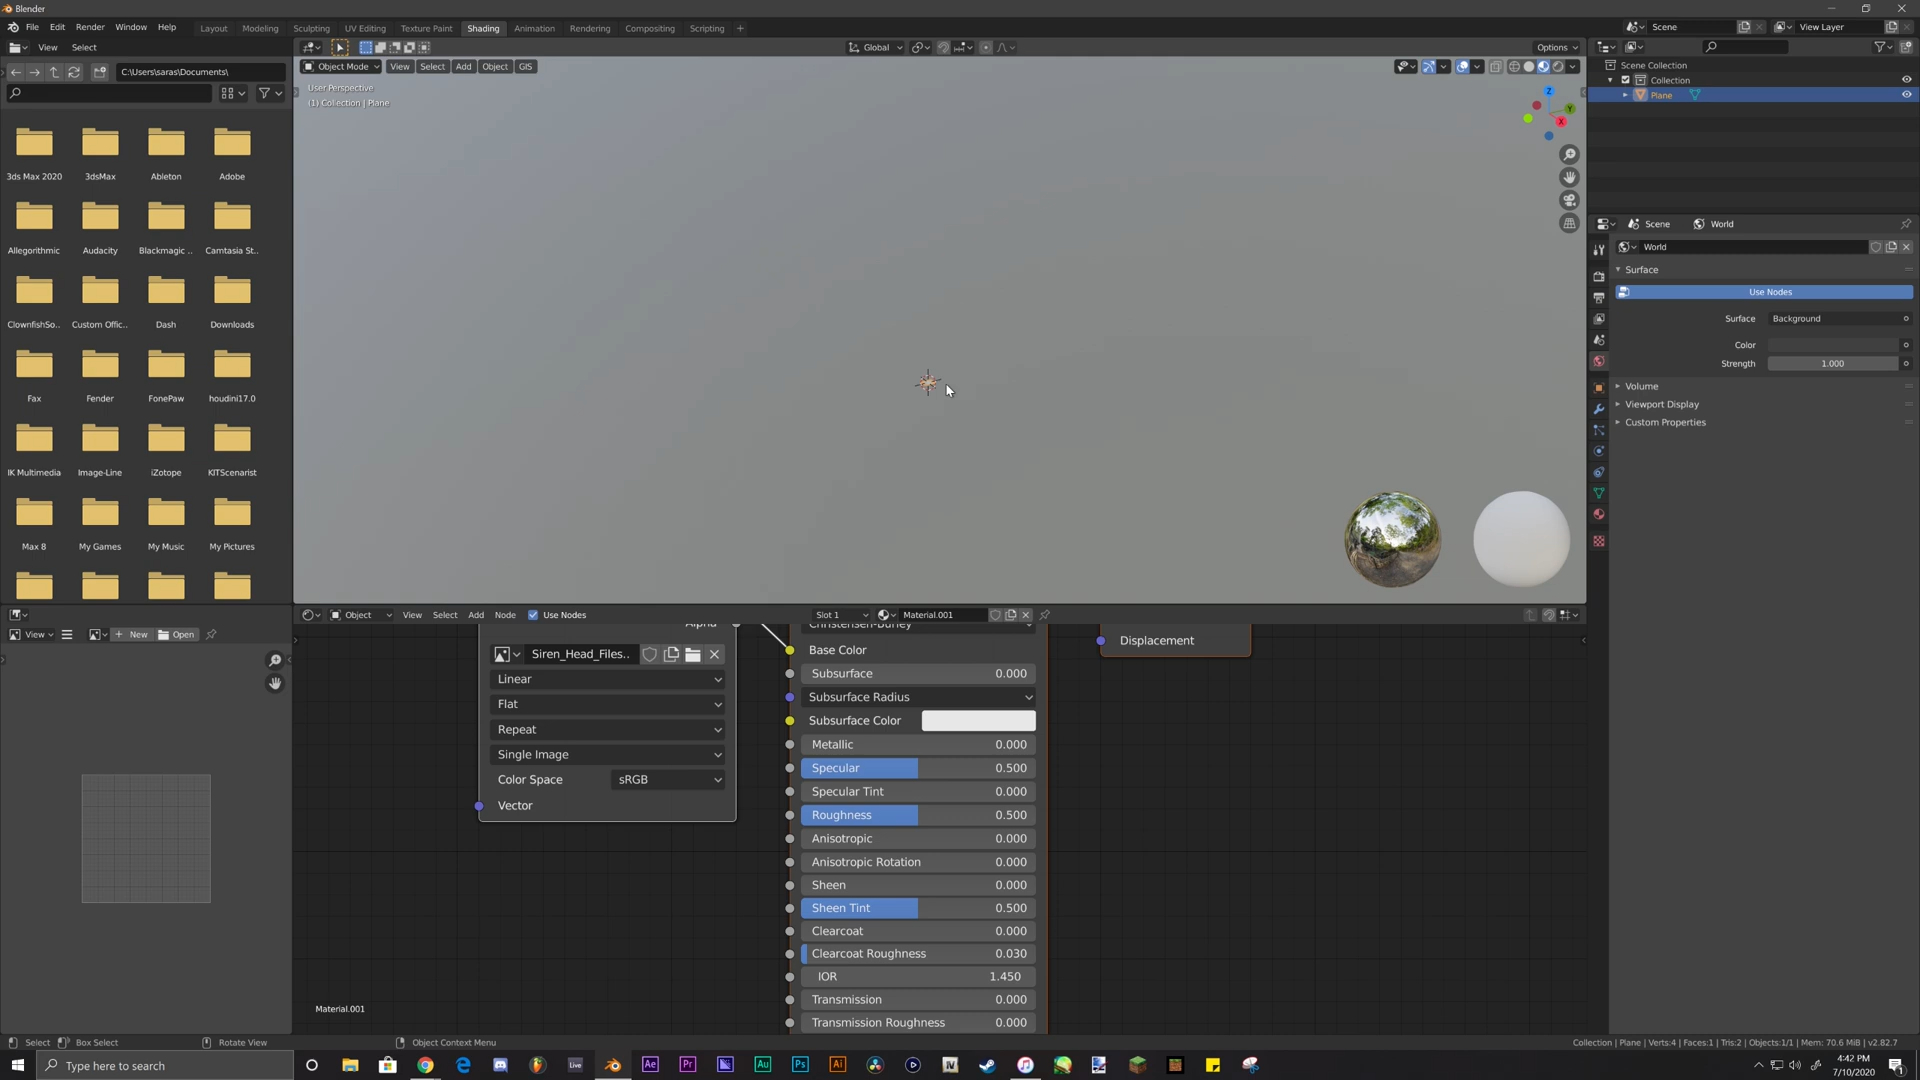 Blender
File Edit Render Window Help
Layout Modeling Sculpting UV Editing Texture Paint Shading Animation Rendering Compositing Scripting +
Scene
View Layer
View Select
Global
Options
C:\Users\saras\Documents\
Object Mode View Select Add Object GIS
User Perspective
(1) Collection | Plane
Z
Y
X
Scene Collection
Collection
Plane
3ds Max 2020 3dsMax Ableton Adobe
Allegorithmic Audacity Blackmagic .. Camtasia St..
ClownfishSo.. Custom Offic.. Dash Downloads
Fax Fender FonePaw houdini17.0
IK Multimedia Image-Line iZotope KITScenarist
Max 8 My Games My Music My Pictures
Scene World
World
Surface
Use Nodes
Surface Background
Color
Strength 1.000
Volume
Viewport Display
Custom Properties
View New Open
Object View Select Add Node Use Nodes
Slot 1 Material.001
Alpha
Siren_Head_Files..
Linear
Flat
Repeat
Single Image
Color Space sRGB
Vector
Christensen-Burley
Base Color
Subsurface 0.000
Subsurface Radius
Subsurface Color
Metallic 0.000
Specular 0.500
Specular Tint 0.000
Roughness 0.500
Anisotropic 0.000
Anisotropic Rotation 0.000
Sheen 0.000
Sheen Tint 0.500
Clearcoat 0.000
Clearcoat Roughness 0.030
IOR 1.450
Transmission 0.000
Transmission Roughness 0.000
Displacement
Material.001
Select Box Select Rotate View Object Context Menu
Collection | Plane | Verts:4 | Faces:1 | Tris:2 | Objects:1/1 | Mem: 70.6 MiB | v2.82.7
Type here to search
Live
Ae
Pr
Au
Ps
Ai
4:42 PM
7/10/2020